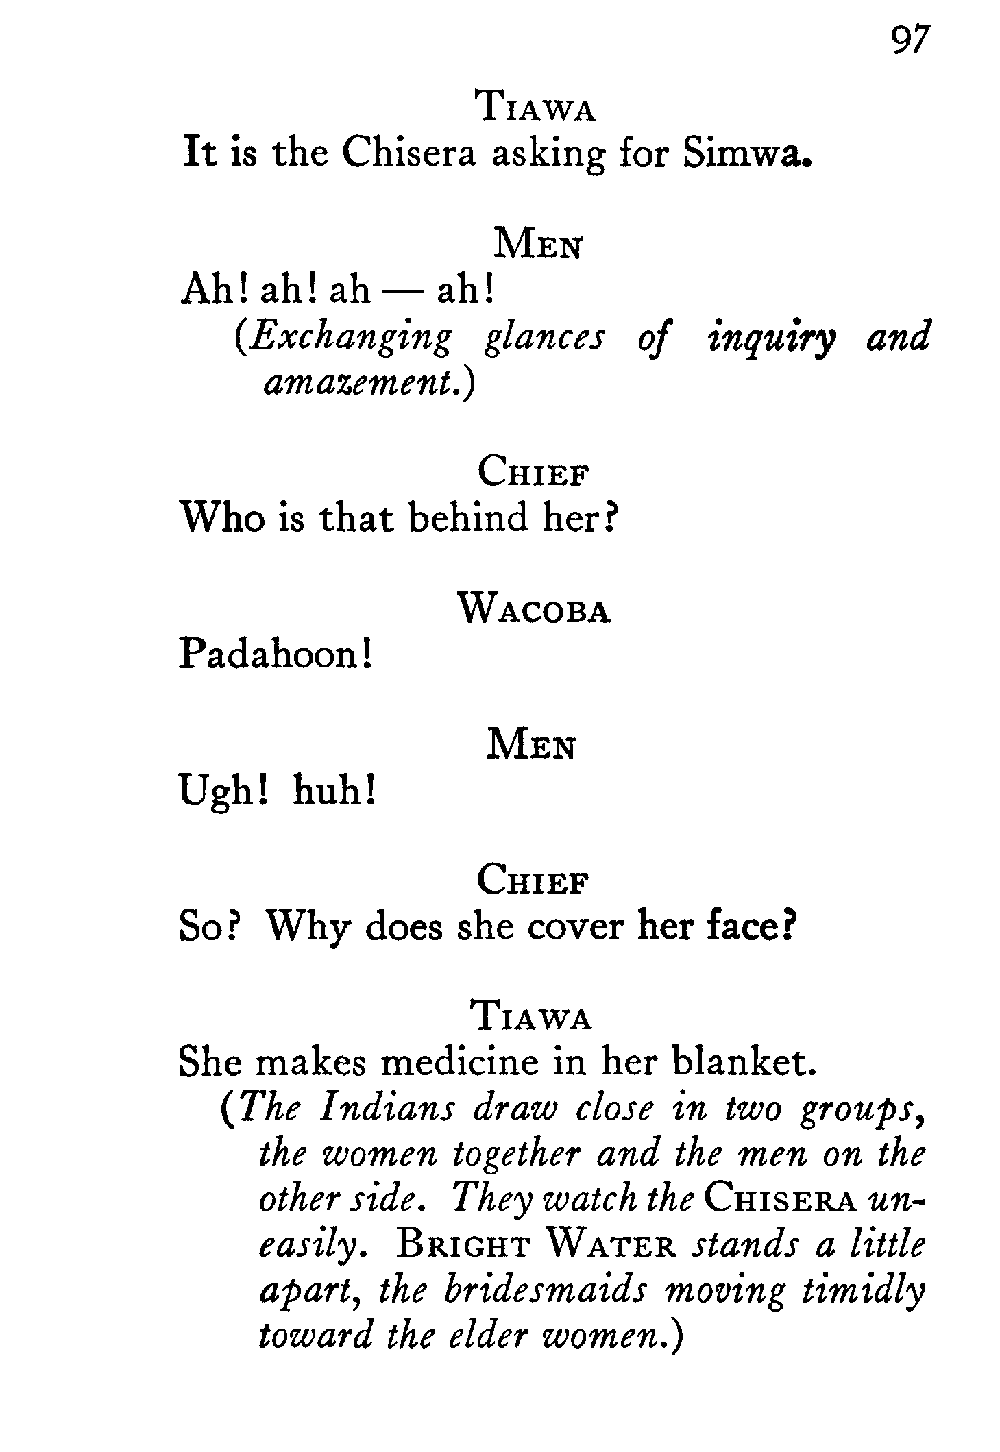 97
TIAWA
It is the Chisera asking for Simwa.
MEN
Ah! ah! ah — ah!
(Exchanging glances of inquiry and
amazement.)
CHIEF
Who is that behind her?
WACOBA
Padahoon!
MEN
Ugh! huh!
CHIEF
So? Why does she cover her face?
TIAWA
She makes medicine in her blanket.
(The Indians draw close in two groups,
the women together and the men on the
other side. They watch the CHISERA un-
easily. BRIGHT WATER stands a little
apart, the bridesmaids moving timidly
toward the elder women.)